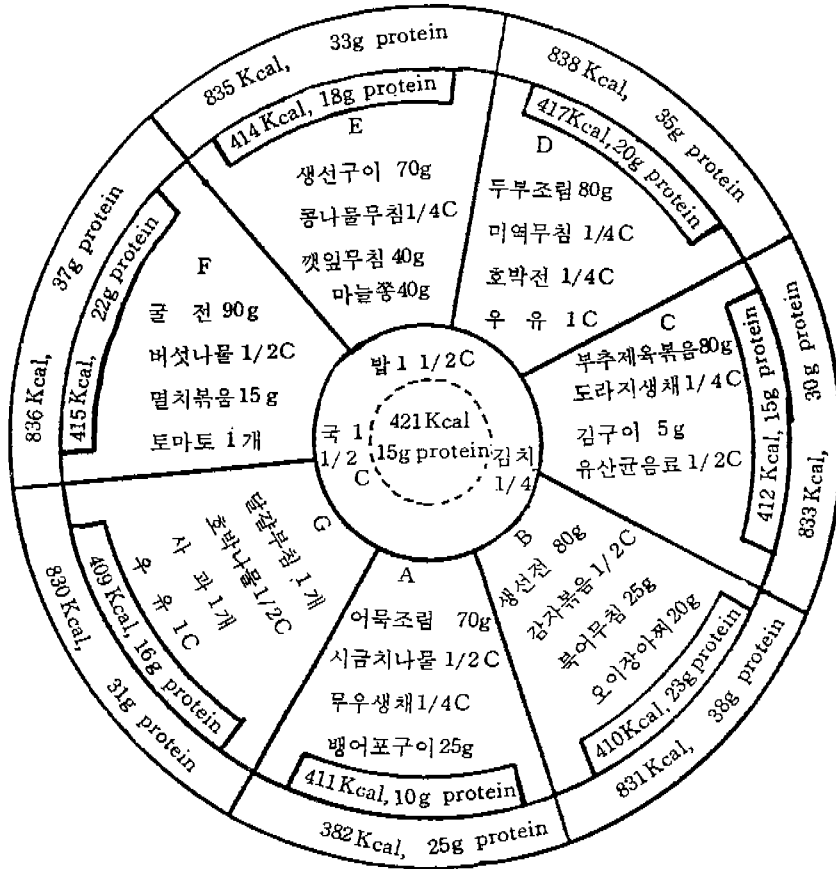 835 Kcal, 33g protein
414 Kcal, 18g protein
E
생선구이 70g
콩나물무침 1/4C
깻잎무침 40g
마늘쫑 40g
838 Kcal, 35g protein
417 Kcal, 20g protein
D
두부조림 80g
미역무침 1/4C
호박전 1/4C
우 유 1C
30g protein
833 Kcal,
412 Kcal, 15g protein
C
부추제육볶음 80g
도라지생채 1/4C
김구이 5g
유산균음료 1/2C
831 Kcal, 38g protein
410 Kcal, 23g protein
B
생선전 80g
감자볶음 1/2C
북어무침 25g
오이장아찌 20g
382 Kcal, 25g protein
411 Kcal, 10g protein
A
어묵조림 70g
시금치나물 1/2C
무우생채 1/4C
뱅어포구이 25g
830 Kcal, 31g protein
409 Kcal, 16g protein
G
달걀부침 1개
호박나물 1/2C
사 과 1개
우 유 1C
836 Kcal, 37g protein
415 Kcal, 22g protein
F
굴 전 90g
버섯나물 1/2C
멸치볶음 15g
토마토 1개
밥 1 1/2C
국 1
1/2
C
421 Kcal
15g protein
김치
1/4